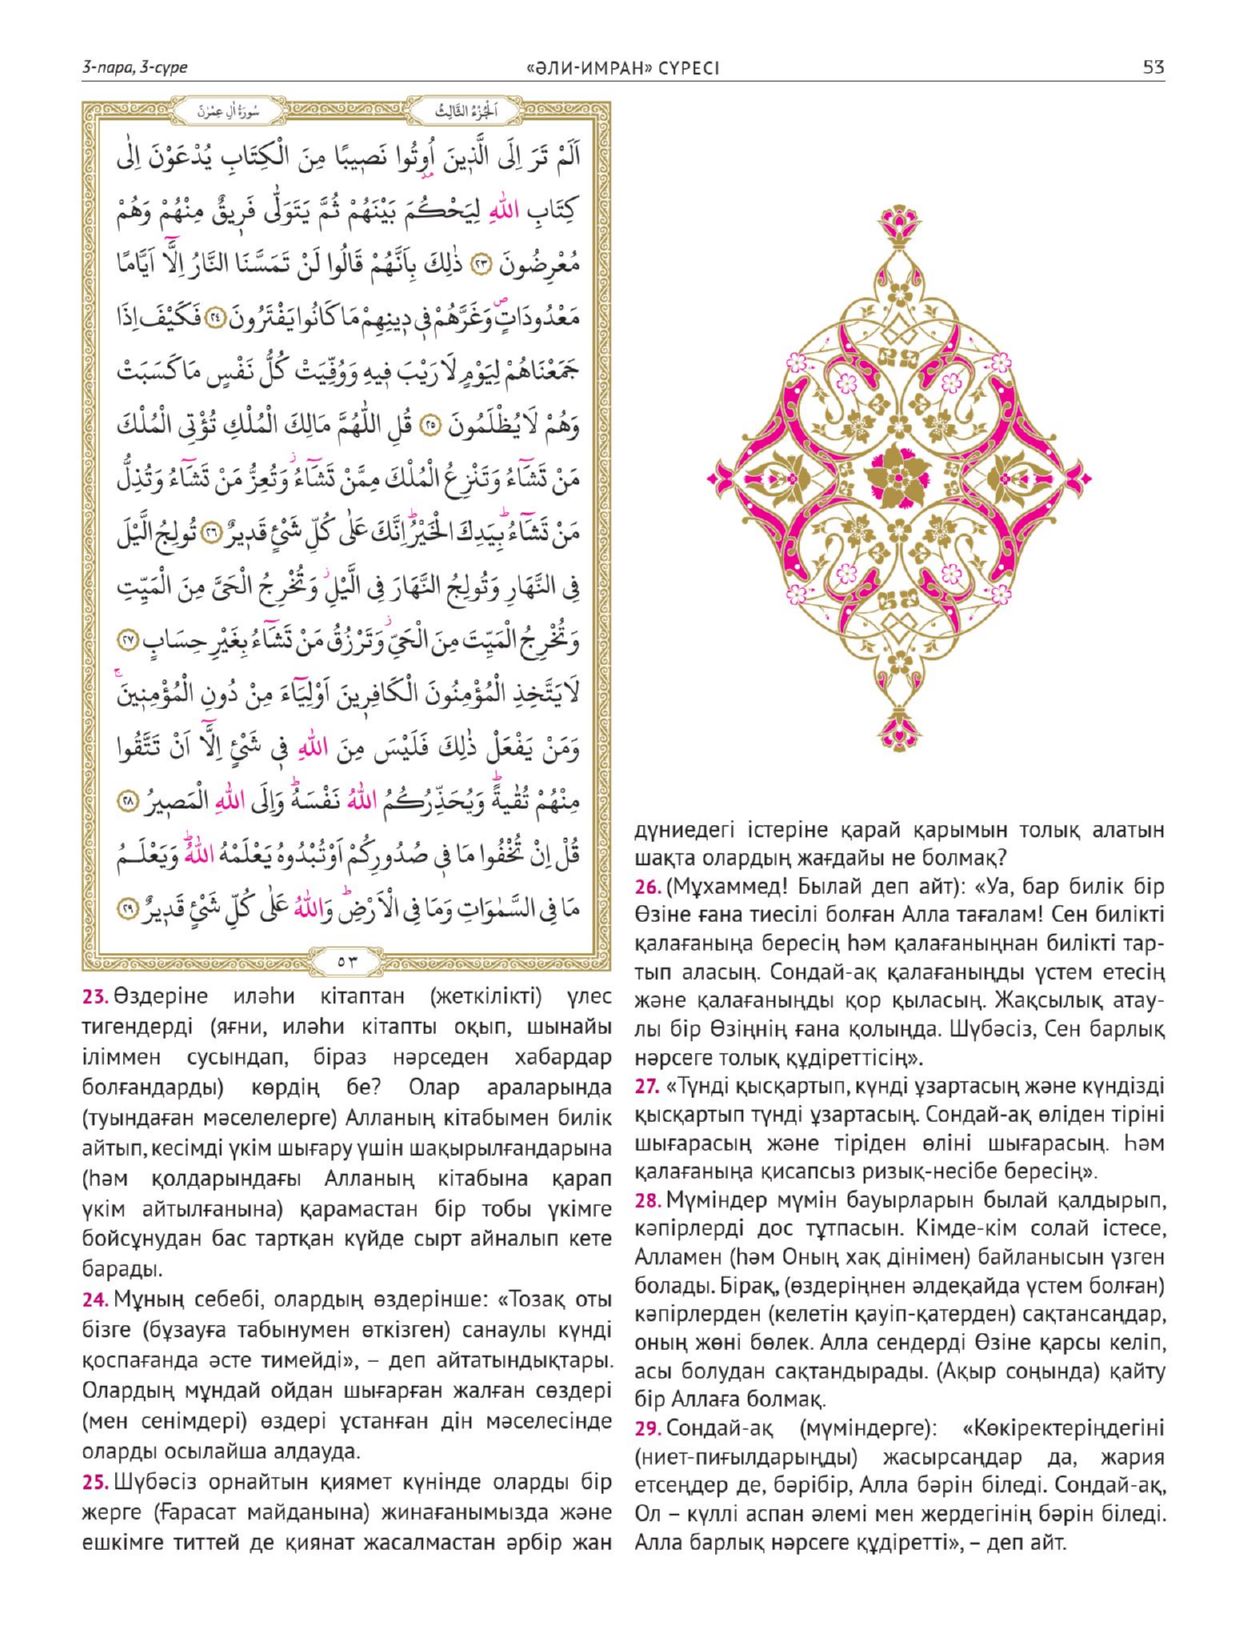 3-пара, 3-сүре
«ӘЛИ-ИМРАН» СҮРЕСІ
53
اَلْجُزْءُ الثَّالِثُ
سُورَةُ اٰلِ عِمْرٰنَ
اَلَمْ تَرَ اِلَى الَّذ۪ينَ اُو۫تُوا نَص۪يبًا مِنَ الْكِتَابِ يُدْعَوْنَ اِلٰى
كِتَابِ اللّٰهِ لِيَحْكُمَ بَيْنَهُمْ ثُمَّ يَتَوَلّٰى فَر۪يقٌ مِنْهُمْ وَهُمْ
مُعْرِضُونَ ﴿٢٣﴾ ذٰلِكَ بِاَنَّهُمْ قَالُوا لَنْ تَمَسَّنَا النَّارُ اِلَّٓا اَيَّامًا
مَعْدُودَاتٍۖ وَغَرَّهُمْ ف۪ي د۪ينِهِمْ مَا كَانُوا يَفْتَرُونَ ﴿٢٤﴾ فَكَيْفَ اِذَا
جَمَعْنَاهُمْ لِيَوْمٍ لَا رَيْبَ ف۪يهِ وَوُفِّيَتْ كُلُّ نَفْسٍ مَا كَسَبَتْ
وَهُمْ لَا يُظْلَمُونَ ﴿٢٥﴾ قُلِ اللّٰهُمَّ مَالِكَ الْمُلْكِ تُؤْتِي الْمُلْكَ
مَنْ تَشَٓاءُ وَتَنْزِعُ الْمُلْكَ مِمَّنْ تَشَٓاءُۘ وَتُعِزُّ مَنْ تَشَٓاءُ وَتُذِلُّ
مَنْ تَشَٓاءُۜ بِيَدِكَ الْخَيْرُۜ اِنَّكَ عَلٰى كُلِّ شَيْءٍ قَد۪يرٌ ﴿٢٦﴾ تُولِجُ الَّيْلَ
فِي النَّهَارِ وَتُولِجُ النَّهَارَ فِي الَّيْلِۘ وَتُخْرِجُ الْحَيَّ مِنَ الْمَيِّتِ
وَتُخْرِجُ الْمَيِّتَ مِنَ الْحَيِّۘ وَتَرْزُقُ مَنْ تَشَٓاءُ بِغَيْرِ حِسَابٍ ﴿٢٧﴾
لَا يَتَّخِذِ الْمُؤْمِنُونَ الْكَافِر۪ينَ اَوْلِيَٓاءَ مِنْ دُونِ الْمُؤْمِن۪ينَۚ
وَمَنْ يَفْعَلْ ذٰلِكَ فَلَيْسَ مِنَ اللّٰهِ ف۪ي شَيْءٍ اِلَّٓا اَنْ تَتَّقُوا
مِنْهُمْ تُقٰيةًۜ وَيُحَذِّرُكُمُ اللّٰهُ نَفْسَهُۜ وَاِلَى اللّٰهِ الْمَص۪يرُ ﴿٢٨﴾
قُلْ اِنْ تُخْفُوا مَا ف۪ي صُدُورِكُمْ اَوْ تُبْدُوهُ يَعْلَمْهُ اللّٰهُۜ وَيَعْلَمُ
مَا فِي السَّمٰوَاتِ وَمَا فِي الْاَرْضِۜ وَاللّٰهُ عَلٰى كُلِّ شَيْءٍ قَد۪يرٌ ﴿٢٩﴾
٥٣
23. Өздеріне иләһи кітаптан (жеткілікті) үлес
тигендерді (яғни, иләһи кітапты оқып, шынайы
іліммен сусындап, біраз нәрседен хабардар
болғандарды) көрдің бе? Олар араларында
(туындаған мәселелерге) Алланың кітабымен билік
айтып, кесімді үкім шығару үшін шақырылғандарына
(һәм қолдарындағы Алланың кітабына қарап
үкім айтылғанына) қарамастан бір тобы үкімге
бойсұнудан бас тартқан күйде сырт айналып кете
барады.
24. Мұның себебі, олардың өздерінше: «Тозақ оты
бізге (бұзауға табынумен өткізген) санаулы күнді
қоспағанда әсте тимейді», – деп айтатындықтары.
Олардың мұндай ойдан шығарған жалған сөздері
(мен сенімдері) өздері ұстанған дін мәселесінде
оларды осылайша алдауда.
25. Шүбәсіз орнайтын қиямет күнінде оларды бір
жерге (Ғарасат майданына) жинағанымызда және
ешкімге титтей де қиянат жасалмастан әрбір жан
дүниедегі істеріне қарай қарымын толық алатын
шақта олардың жағдайы не болмақ?
26. (Мұхаммед! Былай деп айт): «Уа, бар билік бір
Өзіне ғана тиесілі болған Алла тағалам! Сен билікті
қалағаныңа бересің һәм қалағаныңнан билікті тар-
тып аласың. Сондай-ақ қалағаныңды үстем етесің
және қалағаныңды қор қыласың. Жақсылық атау-
лы бір Өзіңнің ғана қолыңда. Шүбәсіз, Сен барлық
нәрсеге толық құдіреттісің».
27. «Түнді қысқартып, күнді ұзартасың және күндізді
қысқартып түнді ұзартасың. Сондай-ақ өліден тіріні
шығарасың және тіріден өліні шығарасың. Һәм
қалағаныңа қисапсыз ризық-несібе бересің».
28. Мүміндер мүмін бауырларын былай қалдырып,
кәпірлерді дос тұтпасын. Кімде-кім солай істесе,
Алламен (һәм Оның хақ дінімен) байланысын үзген
болады. Бірақ, (өздеріңнен әлдеқайда үстем болған)
кәпірлерден (келетін қауіп-қатерден) сақтансаңдар,
оның жөні бөлек. Алла сендерді Өзіне қарсы келіп,
асы болудан сақтандырады. (Ақыр соңында) қайту
бір Аллаға болмақ.
29. Сондай-ақ (мүміндерге): «Көкіректеріңдегіні
(ниет-пиғылдарыңды) жасырсаңдар да, жария
етсеңдер де, бәрібір, Алла бәрін біледі. Сондай-ақ,
Ол – күллі аспан әлемі мен жердегінің бәрін біледі.
Алла барлық нәрсеге құдіретті», – деп айт.